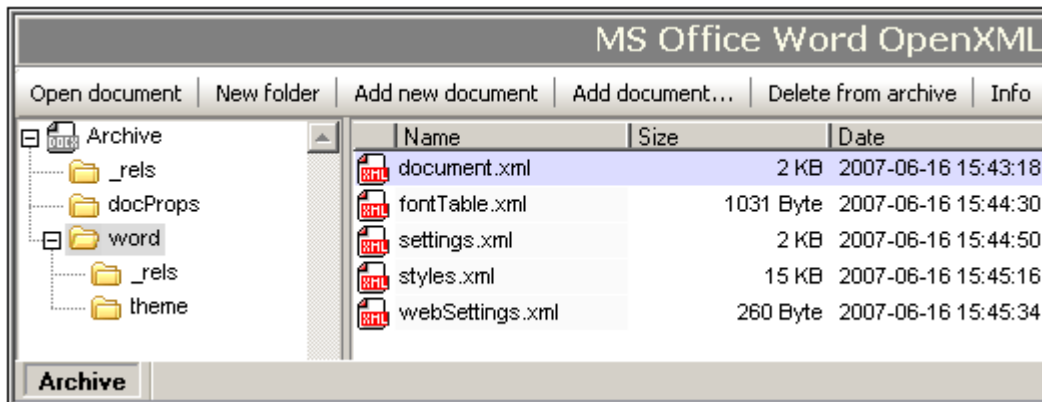 MS Office Word OpenXML
Open document New folder Add new document Add document... Delete from archive Info
Archive
_rels
docProps
word
_rels
theme
Name Size Date
document.xml 2 KB 2007-06-16 15:43:18
fontTable.xml 1031 Byte 2007-06-16 15:44:30
settings.xml 2 KB 2007-06-16 15:44:50
styles.xml 15 KB 2007-06-16 15:45:16
webSettings.xml 260 Byte 2007-06-16 15:45:34
Archive